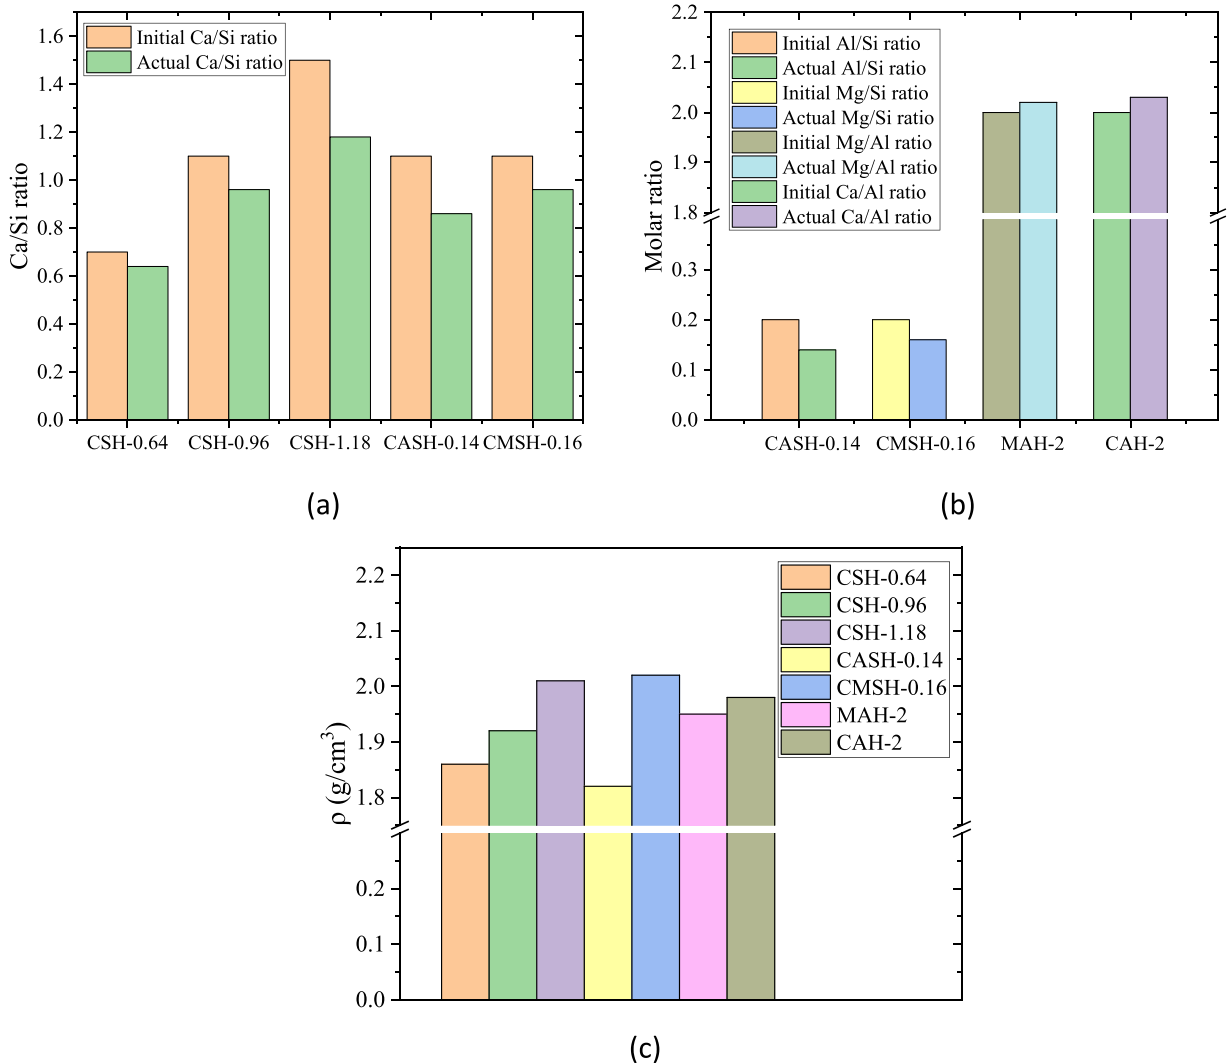 1.6
1.4
1.2
1.0
0.8
0.6
0.4
0.2
0.0
Ca/Si ratio
Initial Ca/Si ratio
Actual Ca/Si ratio
CSH-0.64
CSH-0.96
CSH-1.18
CASH-0.14
CMSH-0.16
(a)
2.2
2.1
2.0
1.9
1.8
0.3
0.2
0.1
0.0
Molar ratio
Initial Al/Si ratio
Actual Al/Si ratio
Initial Mg/Si ratio
Actual Mg/Si ratio
Initial Mg/Al ratio
Actual Mg/Al ratio
Initial Ca/Al ratio
Actual Ca/Al ratio
CASH-0.14
CMSH-0.16
MAH-2
CAH-2
(b)
2.2
2.1
2.0
1.9
1.8
0.2
0.1
0.0
ρ (g/cm³)
CSH-0.64
CSH-0.96
CSH-1.18
CASH-0.14
CMSH-0.16
MAH-2
CAH-2
(c)